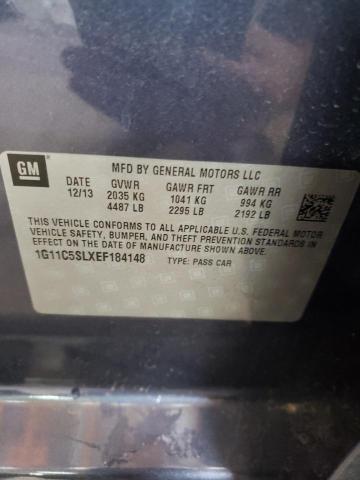 GM
MFD BY GENERAL MOTORS LLC
DATE GVWR GAWR FRT GAWR RR
12/13 2035 KG 1041 KG 994 KG
4487 LB 2295 LB 2192 LB
THIS VEHICLE CONFORMS TO ALL APPLICABLE U.S. FEDERAL MOTOR
VEHICLE SAFETY, BUMPER, AND THEFT PREVENTION STANDARDS IN
EFFECT ON THE DATE OF MANUFACTURE SHOWN ABOVE.
1G11C5SLXEF184148 TYPE: PASS CAR